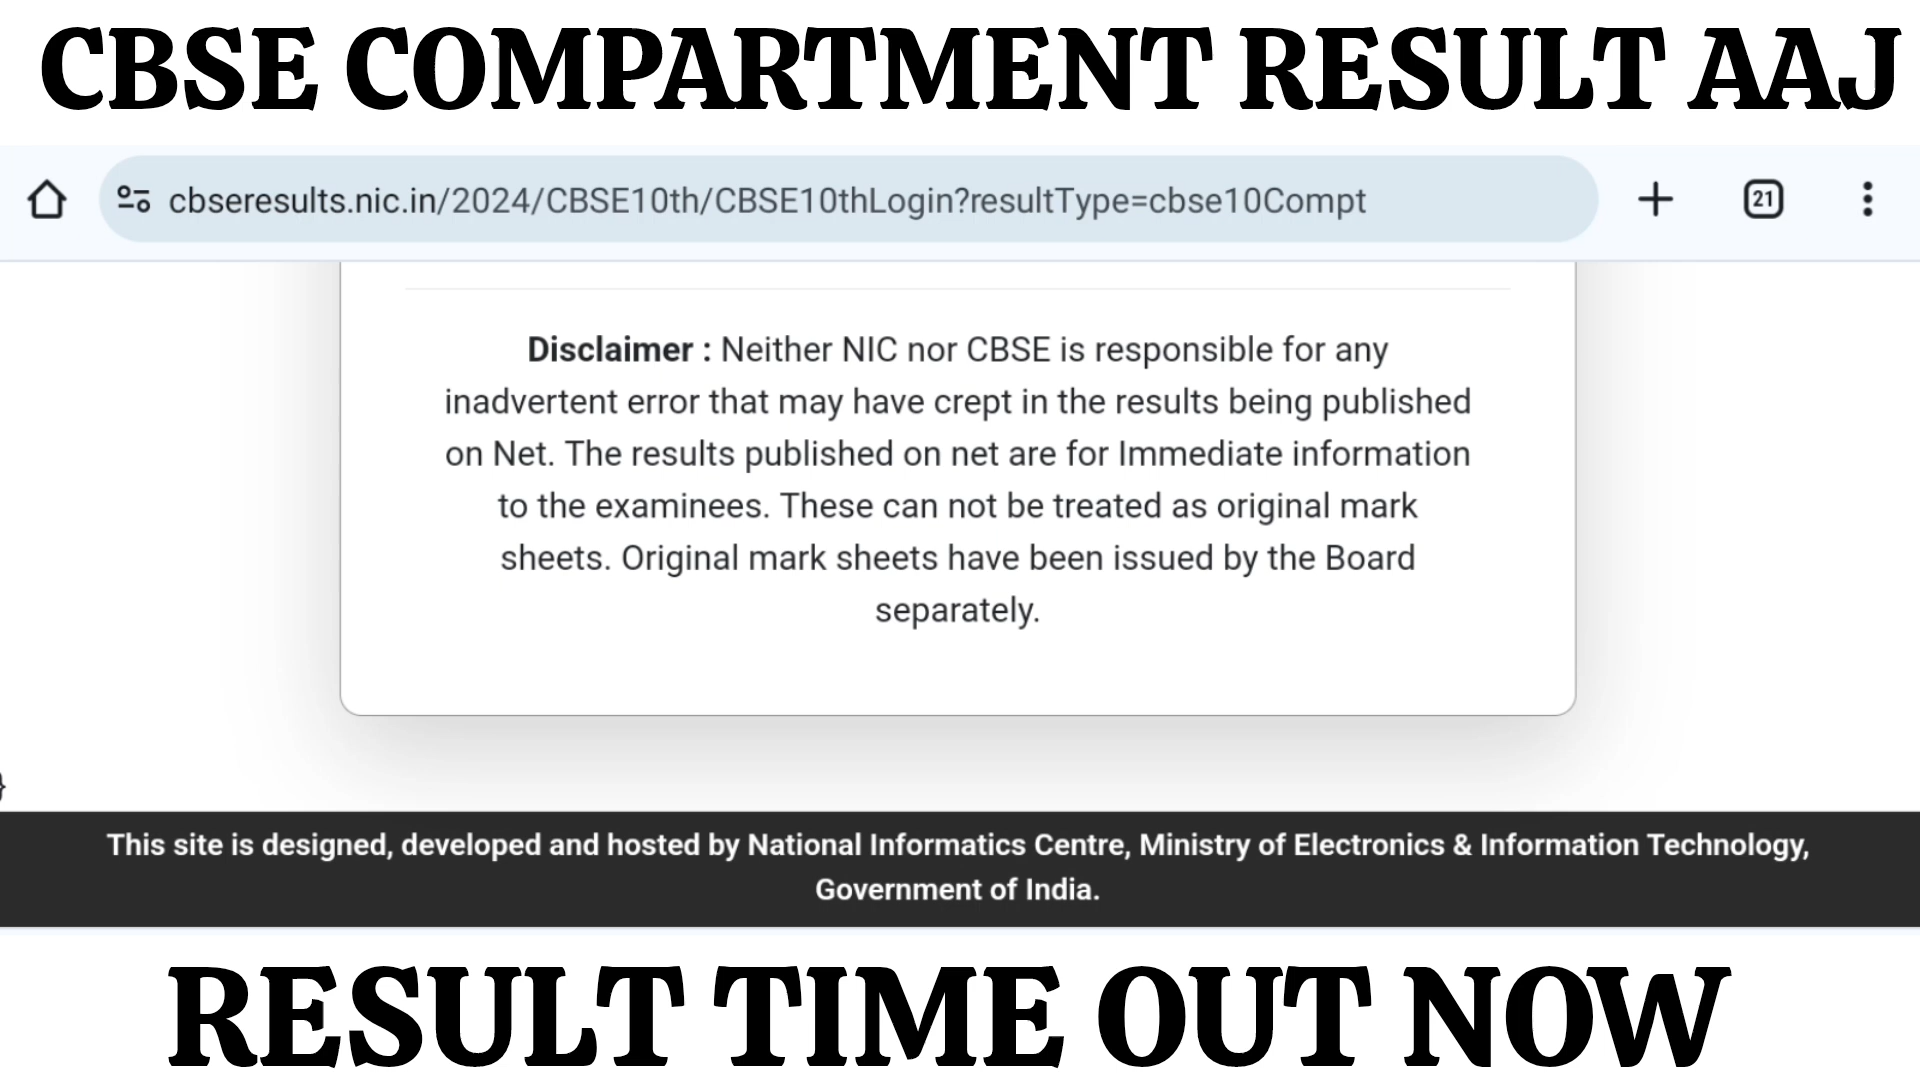 CBSE COMPARTMENT RESULT AAJ
cbseresults.nic.in/2024/CBSE10th/CBSE10thLogin?resultType=cbse10Compt
21
Disclaimer : Neither NIC nor CBSE is responsible for any
inadvertent error that may have crept in the results being published
on Net. The results published on net are for Immediate information
to the examinees. These can not be treated as original mark
sheets. Original mark sheets have been issued by the Board
separately.
}
This site is designed, developed and hosted by National Informatics Centre, Ministry of Electronics & Information Technology,
Government of India.
RESULT TIME OUT NOW